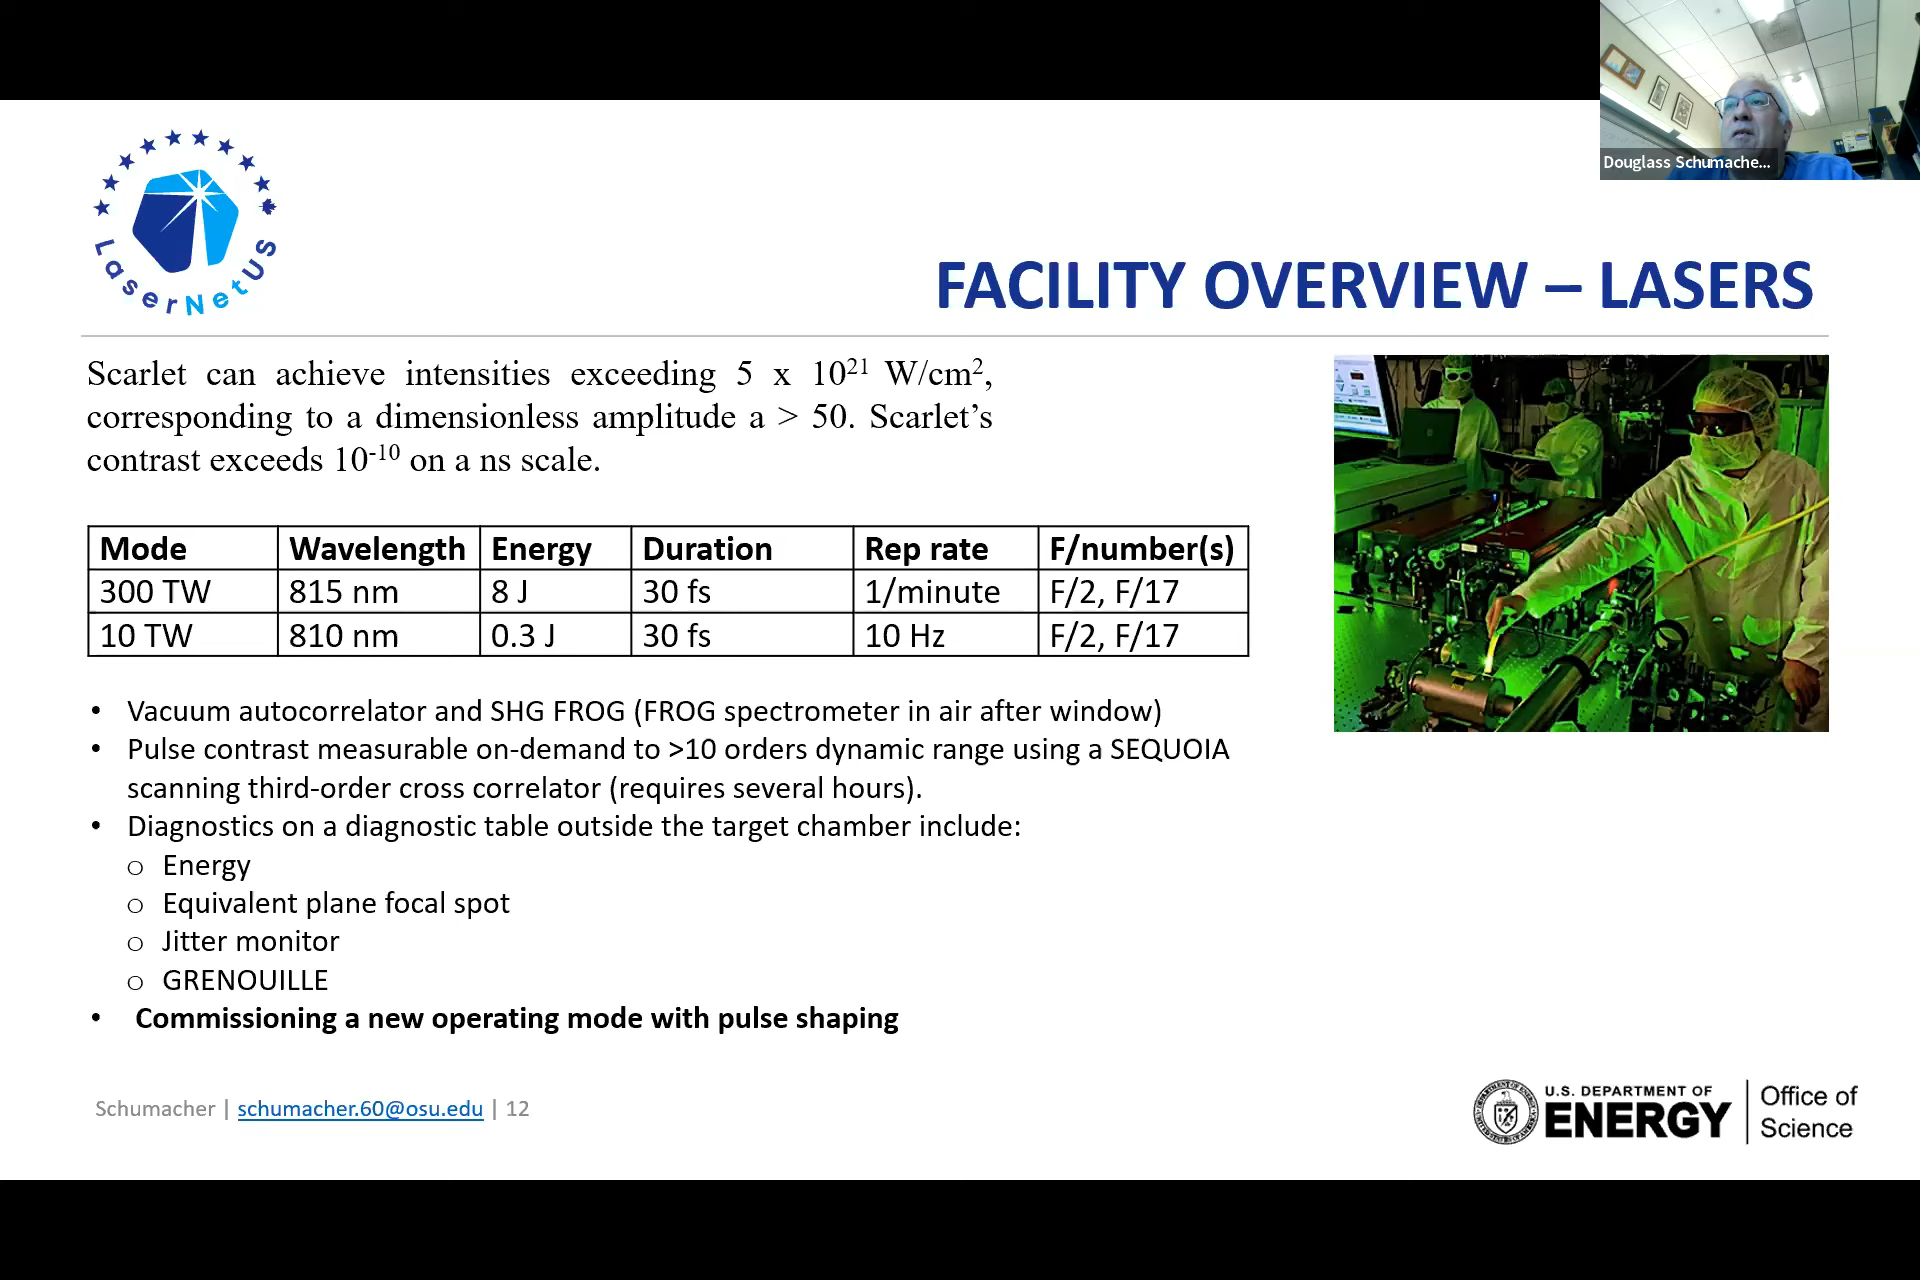 Douglass Schumache...
LaserNetUS
FACILITY OVERVIEW – LASERS
Scarlet can achieve intensities exceeding 5 x 10²¹ W/cm²,
corresponding to a dimensionless amplitude a > 50. Scarlet’s
contrast exceeds 10⁻¹⁰ on a ns scale.
Mode Wavelength Energy Duration Rep rate F/number(s)
300 TW 815 nm 8 J 30 fs 1/minute F/2, F/17
10 TW 810 nm 0.3 J 30 fs 10 Hz F/2, F/17
• Vacuum autocorrelator and SHG FROG (FROG spectrometer in air after window)
• Pulse contrast measurable on-demand to >10 orders dynamic range using a SEQUOIA
scanning third-order cross correlator (requires several hours).
• Diagnostics on a diagnostic table outside the target chamber include:
o Energy
o Equivalent plane focal spot
o Jitter monitor
o GRENOUILLE
• Commissioning a new operating mode with pulse shaping
Schumacher | schumacher.60@osu.edu | 12
U.S. DEPARTMENT OF
ENERGY
Office of
Science